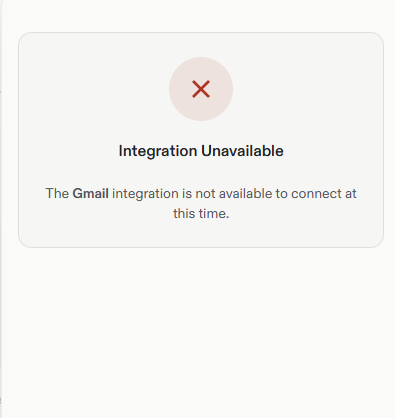 Integration Unavailable
The Gmail integration is not available to connect at
this time.